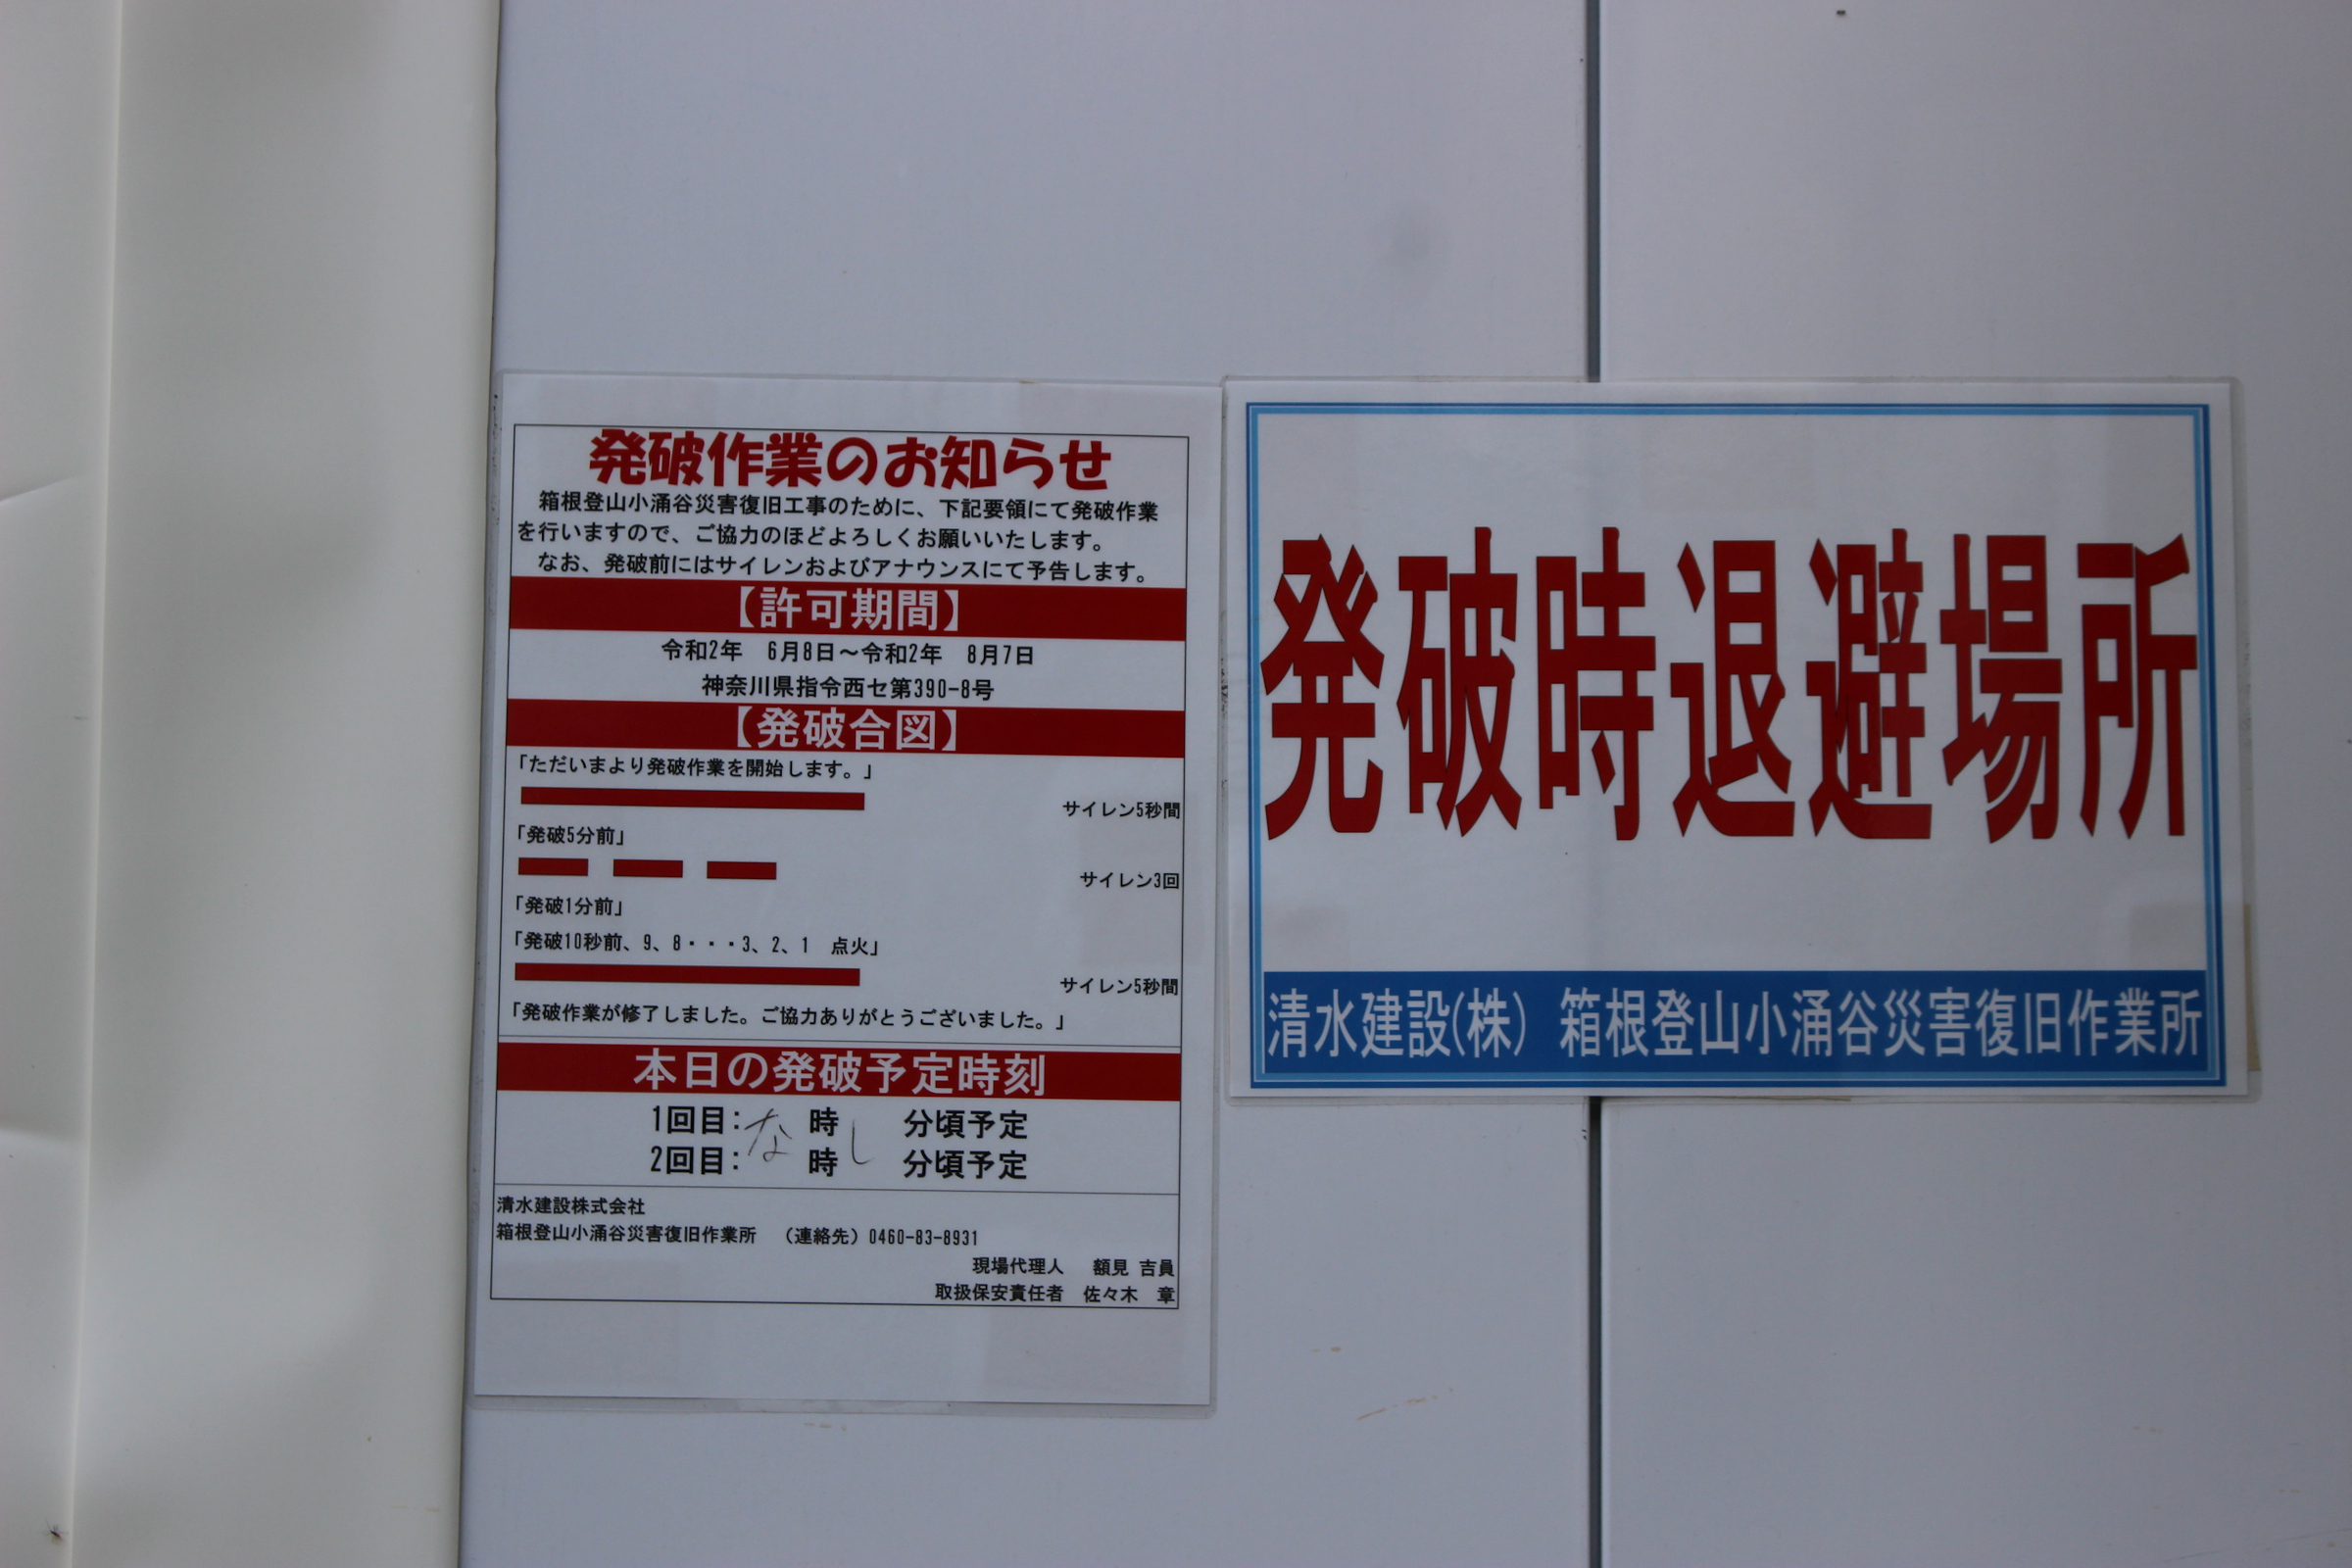 発破作業のお知らせ
箱根登山小涌谷災害復旧工事のために、下記要領にて発破作業
を行いますので、ご協力のほどよろしくお願いいたします。
なお、発破前にはサイレンおよびアナウンスにて予告します。
【許可期間】
令和2年　6月8日～令和2年　8月7日
神奈川県指令西セ第390-8号
【発破合図】
「ただいまより発破作業を開始します。」
サイレン5秒間
「発破5分前」
サイレン3回
「発破1分前」
「発破10秒前、9、8・・・3、2、1　点火」
サイレン5秒間
「発破作業が修了しました。ご協力ありがとうございました。」
本日の発破予定時刻
1回目：　時　分頃予定
なし
2回目：　時　分頃予定
清水建設株式会社
箱根登山小涌谷災害復旧作業所　（連絡先）0460-83-8931
現場代理人　額見 吉員
取扱保安責任者　佐々木　章
発破時退避場所
清水建設(株)　箱根登山小涌谷災害復旧作業所